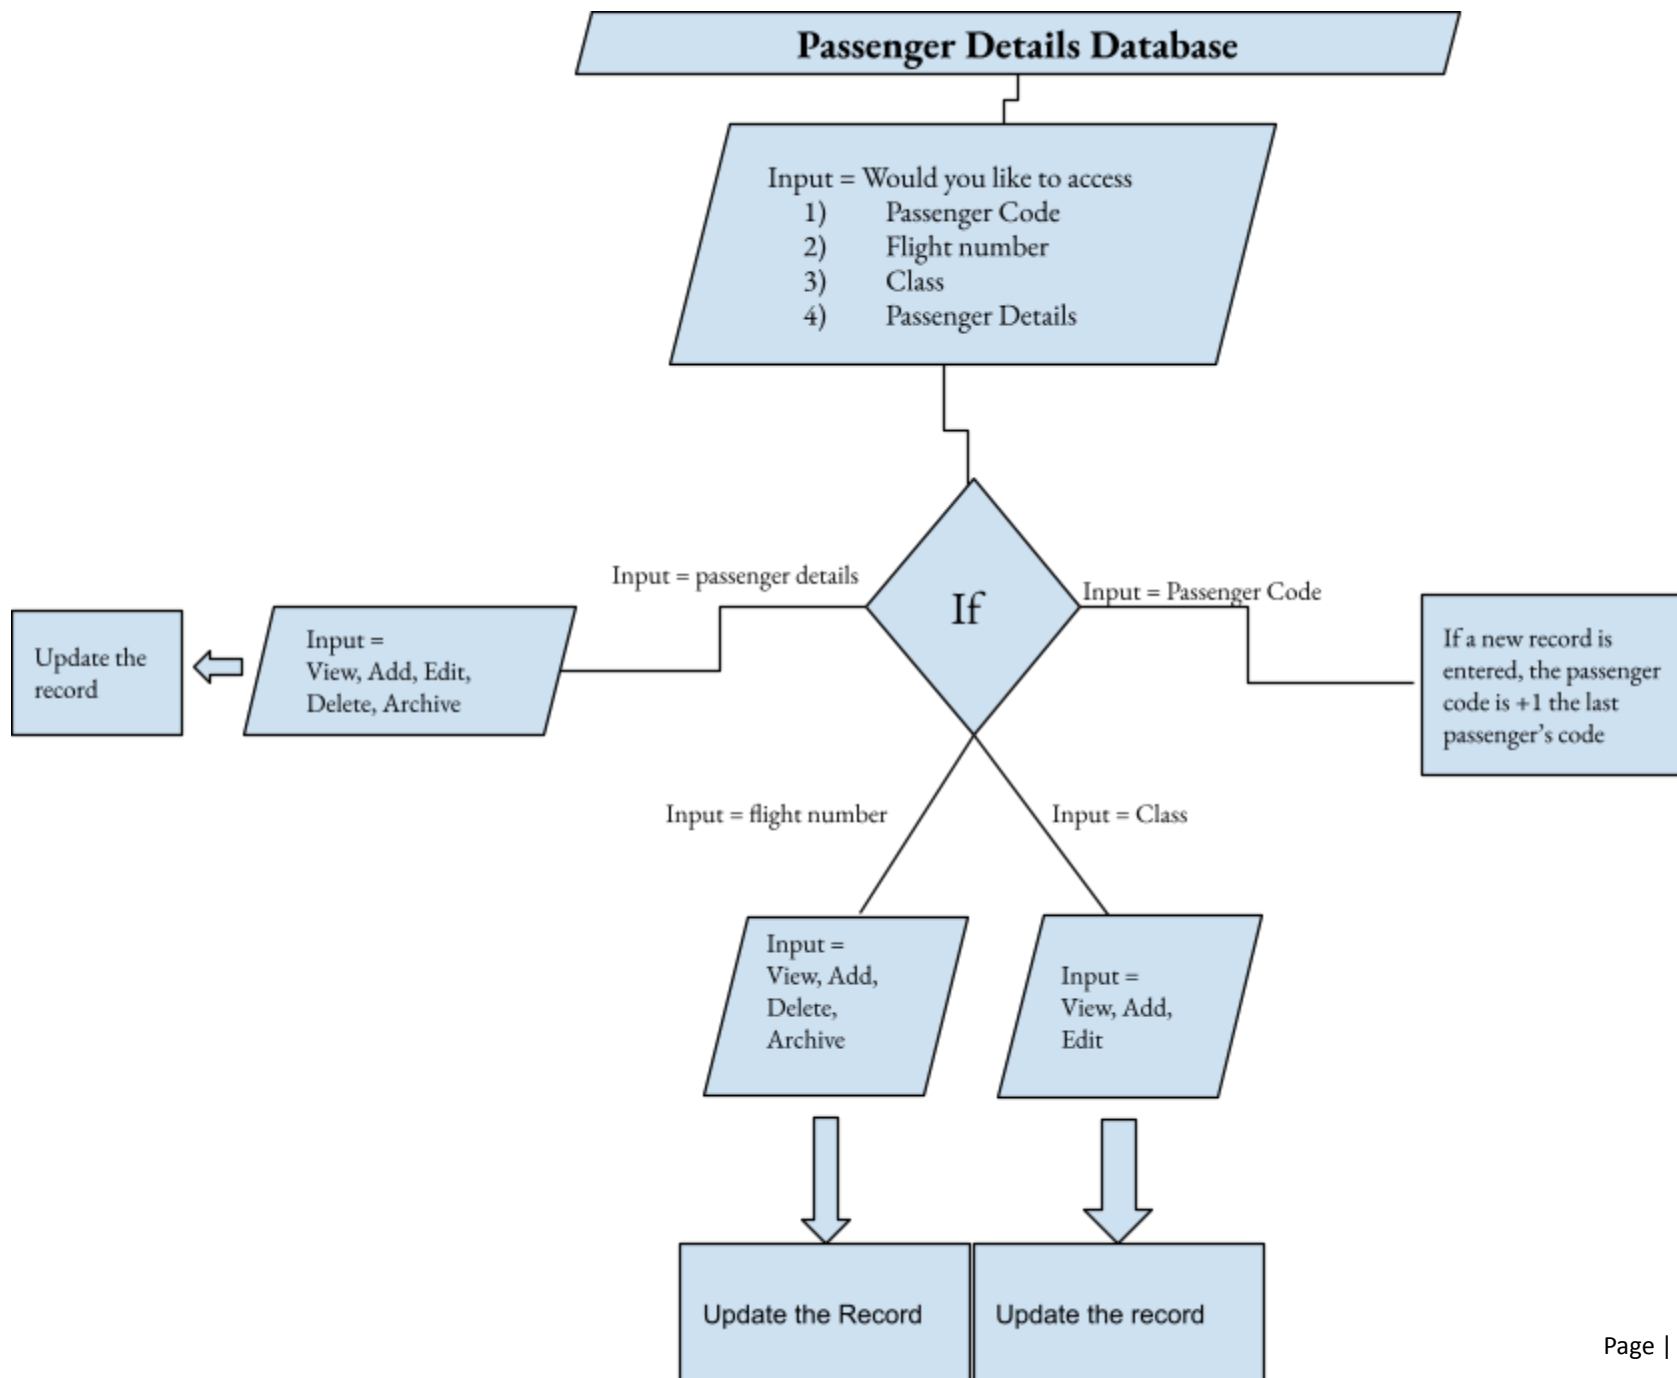 Passenger Details Database
Input = Would you like to access
1) Passenger Code
2) Flight number
3) Class
4) Passenger Details
Input = passenger details
If
Input = Passenger Code
Update the
record
Input =
View, Add, Edit,
Delete, Archive
If a new record is
entered, the passenger
code is +1 the last
passenger’s code
Input = flight number
Input = Class
Input =
View, Add,
Delete,
Archive
Input =
View, Add,
Edit
Update the Record
Update the record
Page |